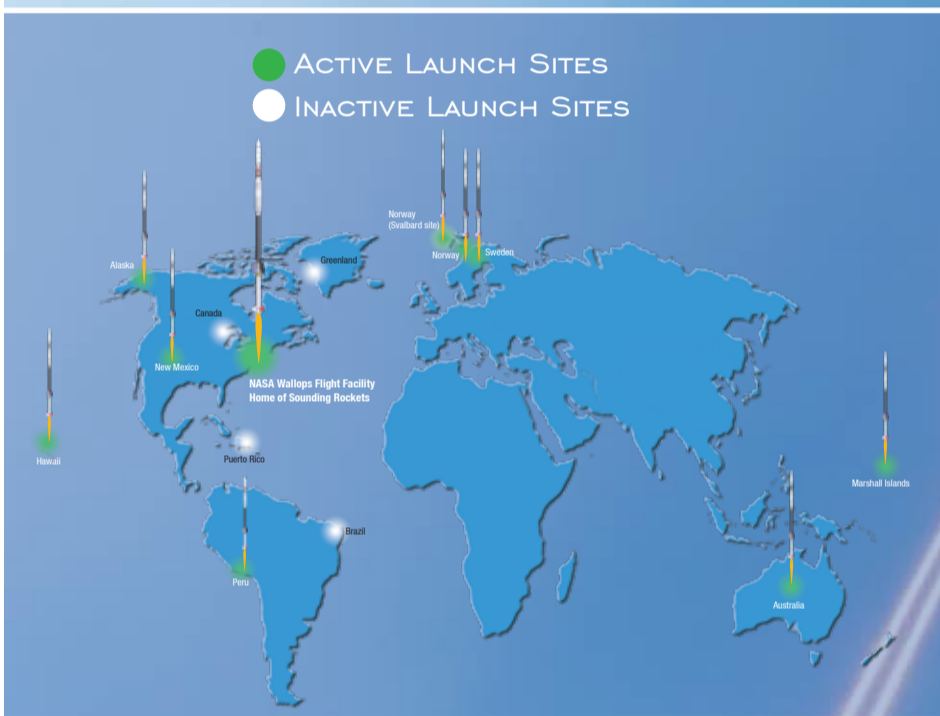 ACTIVE LAUNCH SITES
INACTIVE LAUNCH SITES
Norway
(Svalbard site)
Norway
Sweden
Alaska
Greenland
Canada
New Mexico
NASA Wallops Flight Facility
Home of Sounding Rockets
Hawaii
Puerto Rico
Marshall Islands
Brazil
Peru
Australia